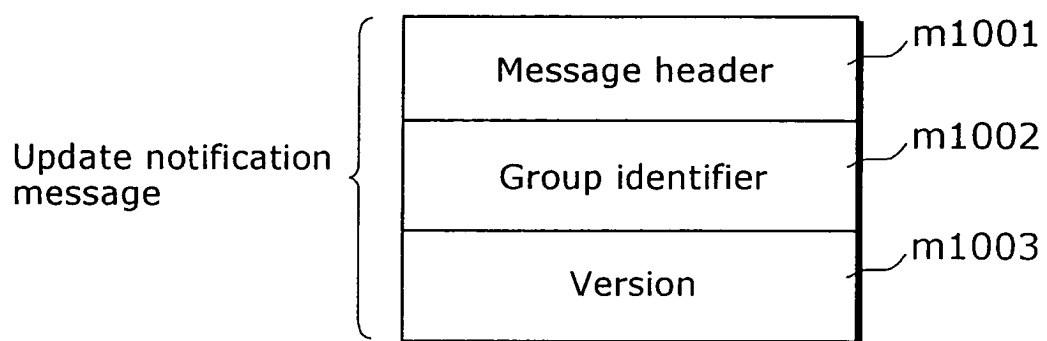 m1001
Message header
m1002
Update notification
message
Group identifier
m1003
Version